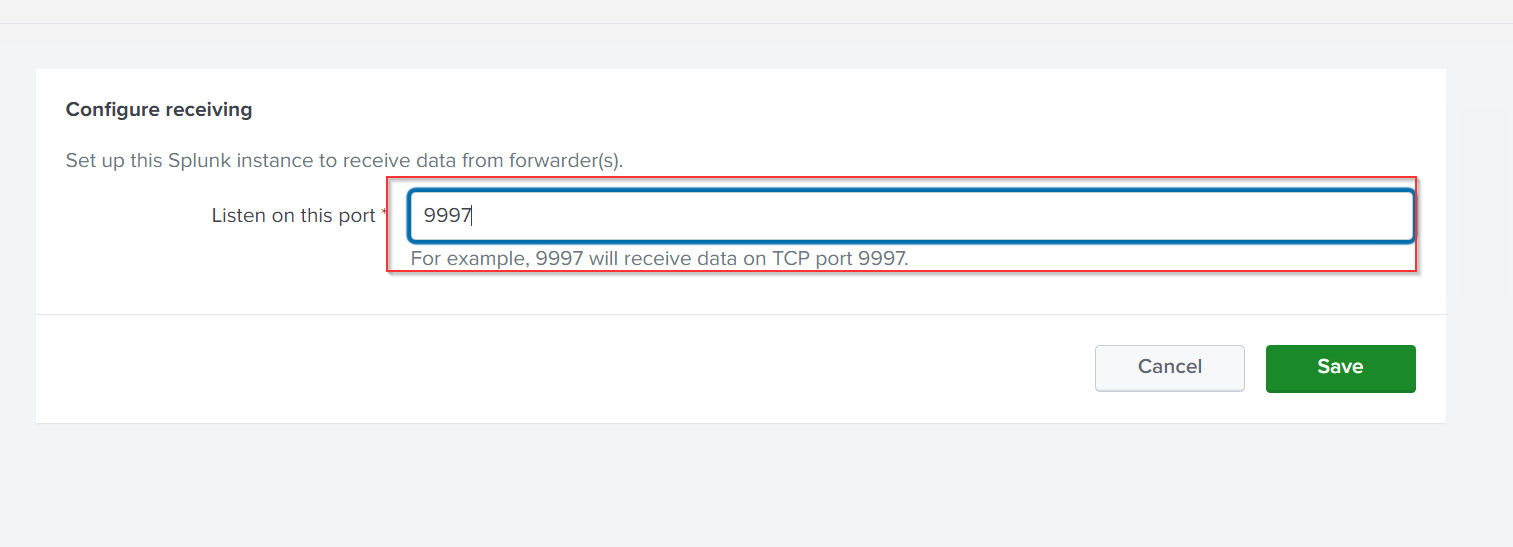 Configure receiving
Set up this Splunk instance to receive data from forwarder(s).
Listen on this port * 9997
For example, 9997 will receive data on TCP port 9997.
Cancel Save